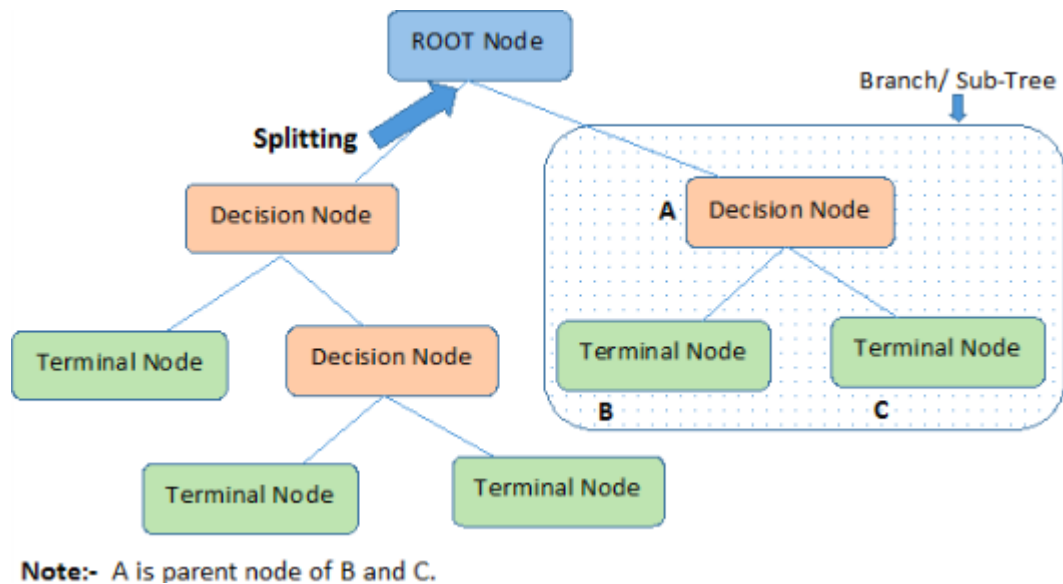 ROOT Node
Branch/ Sub-Tree
Splitting
Decision Node
A
Decision Node
Terminal Node
Decision Node
Terminal Node
Terminal Node
B
C
Terminal Node
Terminal Node
Note:- A is parent node of B and C.